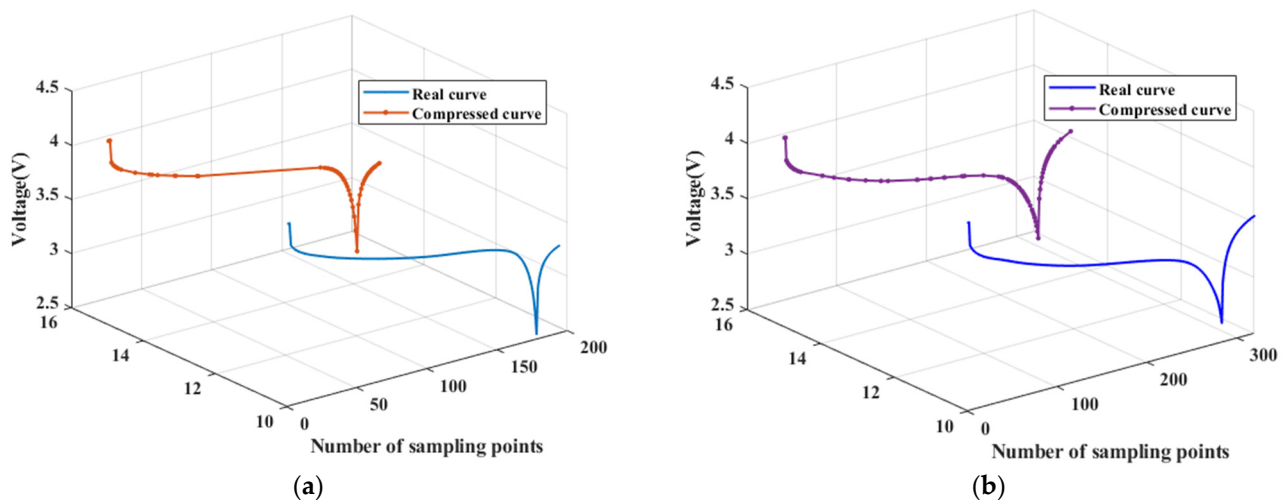 Real curve
Compressed curve
4.5
4
3.5
3
2.5
Voltage(V)
16
14
12
10
0
50
100
150
200
Number of sampling points
(a)
Real curve
Compressed curve
4.5
4
3.5
3
2.5
Voltage(V)
16
14
12
10
0
100
200
300
Number of sampling points
(b)